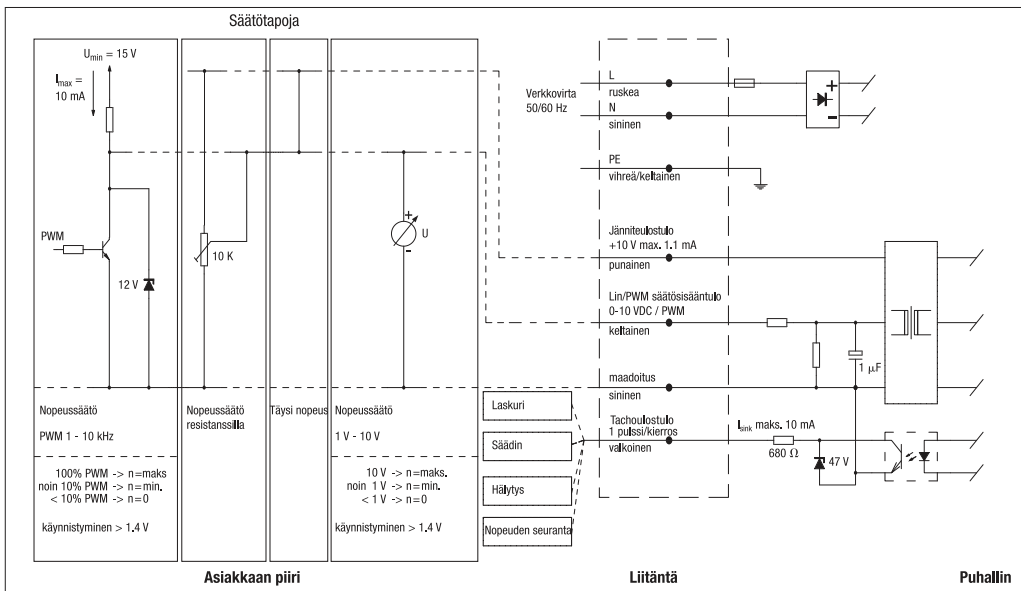 Säätötapoja
Umin = 15 V
Imax =
10 mA
PWM
12 V
10 K
+
U
-
Nopeussäätö
PWM 1 - 10 kHz
100% PWM -> n=maks
noin 10% PWM -> n=min.
< 10% PWM -> n=0
käynnistyminen > 1.4 V
Nopeussäätö
resistanssilla
Täysi nopeus
Nopeussäätö
1 V - 10 V
10 V -> n=maks.
noin 1 V -> n=min.
< 1 V -> n=0
käynnistyminen > 1.4 V
Asiakkaan piiri
Laskuri
Säädin
Hälytys
Nopeuden seuranta
Verkkovirta
50/60 Hz
L
ruskea
N
sininen
PE
vihreä/keltainen
Jänniteulostulo
+10 V max. 1.1 mA
punainen
Lin/PWM säätösisääntulo
0-10 VDC / PWM
keltainen
maadoitus
sininen
Tachoulostulo
1 pulssi/kierros
valkoinen
Liitäntä
+
-
1 µF
Isink maks. 10 mA
680 Ω
47 V
Puhallin